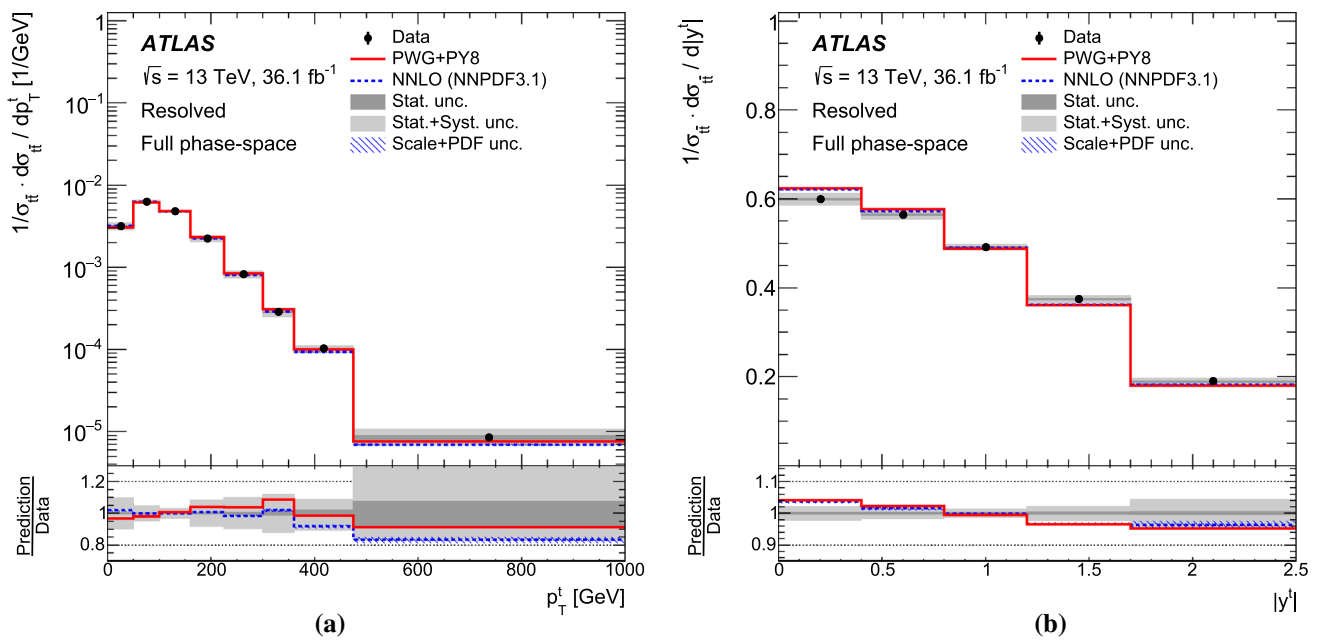 1/σ_tt̄ · dσ_tt̄ / dp_T^t [1/GeV]
1
10⁻¹
10⁻²
10⁻³
10⁻⁴
10⁻⁵
ATLAS
√s = 13 TeV, 36.1 fb⁻¹
Resolved
Full phase-space
Data
PWG+PY8
NNLO (NNPDF3.1)
Stat. unc.
Stat.+Syst. unc.
Scale+PDF unc.
Prediction
Data
1.2
1
0.8
0 200 400 600 800 1000
p_T^t [GeV]
(a)
1/σ_tt̄ · dσ_tt̄ / d|y^t|
1
0.8
0.6
0.4
0.2
ATLAS
√s = 13 TeV, 36.1 fb⁻¹
Resolved
Full phase-space
Data
PWG+PY8
NNLO (NNPDF3.1)
Stat. unc.
Stat.+Syst. unc.
Scale+PDF unc.
Prediction
Data
1.1
1
0.9
0 0.5 1 1.5 2 2.5
|y^t|
(b)